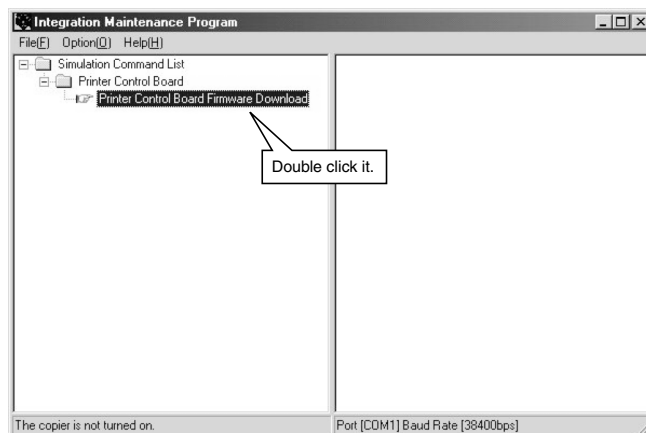 Integration Maintenance Program
File(F) Option(O) Help(H)
Simulation Command List
Printer Control Board
Printer Control Board Firmware Download
Double click it.
The copier is not turned on. Port [COM1] Baud Rate [38400bps]